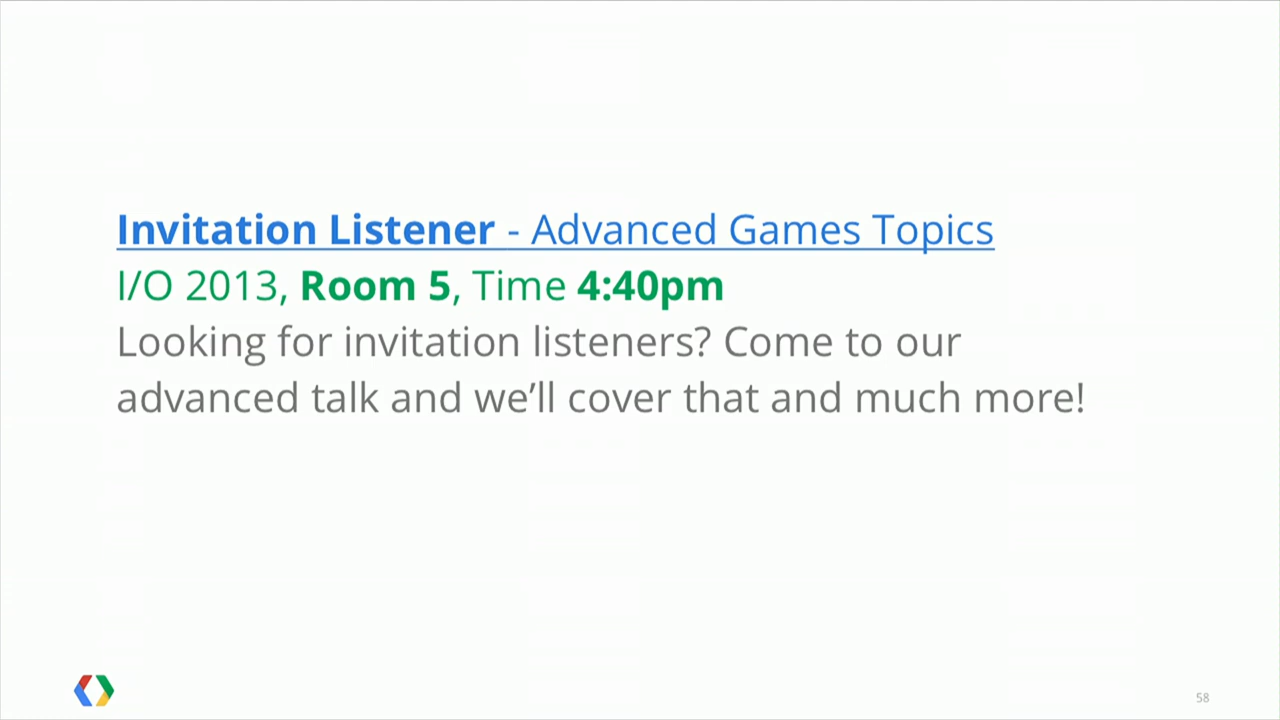 Invitation Listener - Advanced Games Topics
I/O 2013, Room 5, Time 4:40pm
Looking for invitation listeners? Come to our
advanced talk and we’ll cover that and much more!
58